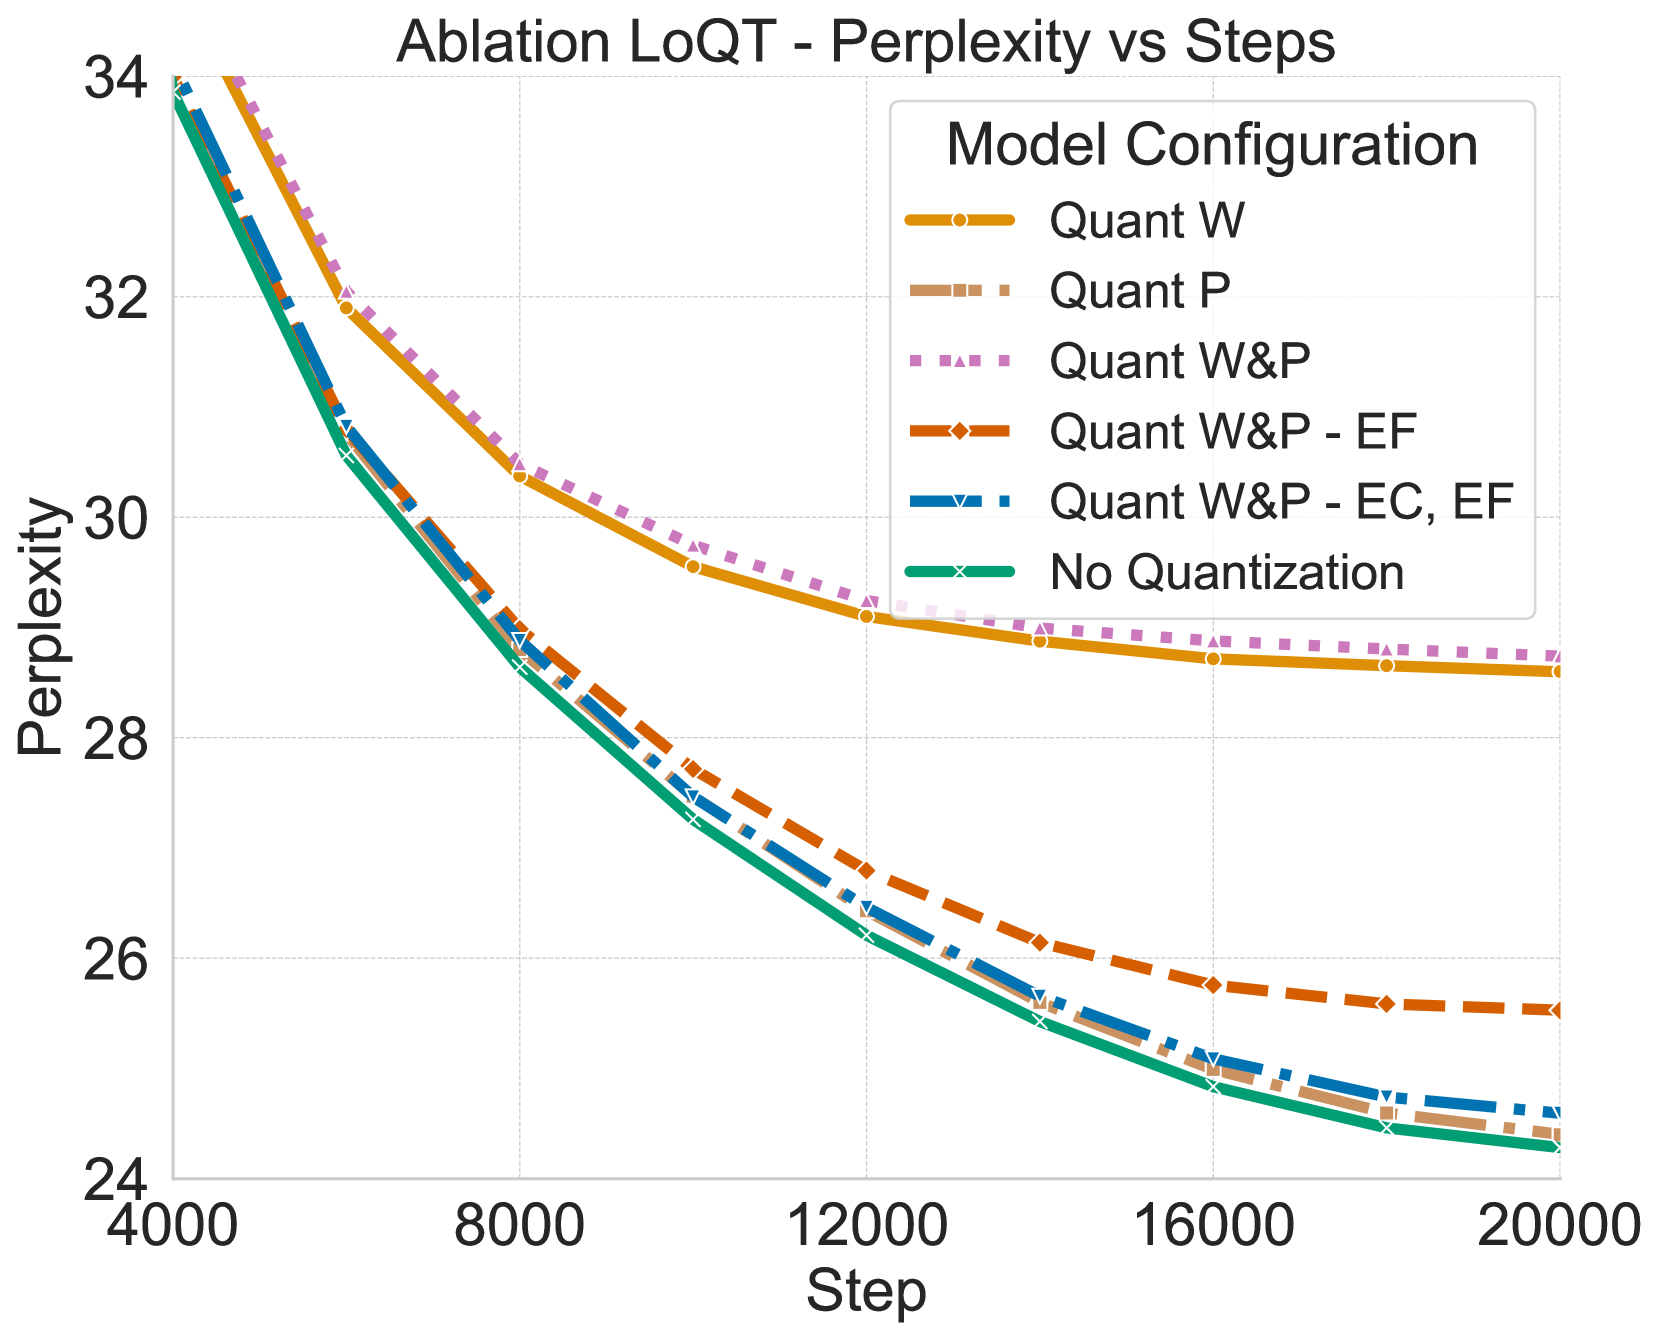 Ablation LoQT - Perplexity vs Steps
34
32
30
28
26
24
Perplexity
Model Configuration
Quant W
Quant P
Quant W&P
Quant W&P - EF
Quant W&P - EC, EF
No Quantization
4000 8000 12000 16000 20000
Step